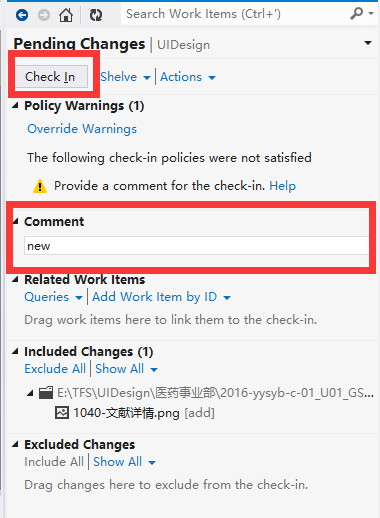 Search Work Items (Ctrl+')
Pending Changes | UIDesign
Check In | Shelve | Actions
Policy Warnings (1)
Override Warnings
The following check-in policies were not satisfied
Provide a comment for the check-in. Help
Comment
new
Related Work Items
Queries | Add Work Item by ID
Drag work items here to link them to the check-in.
Included Changes (1)
Exclude All | Show All
E:\TFS\UIDesign\医药事业部\2016-yysyb-c-01_U01_GS...
1040-文献详情.png [add]
Excluded Changes
Include All | Show All
Drag changes here to exclude from the check-in.